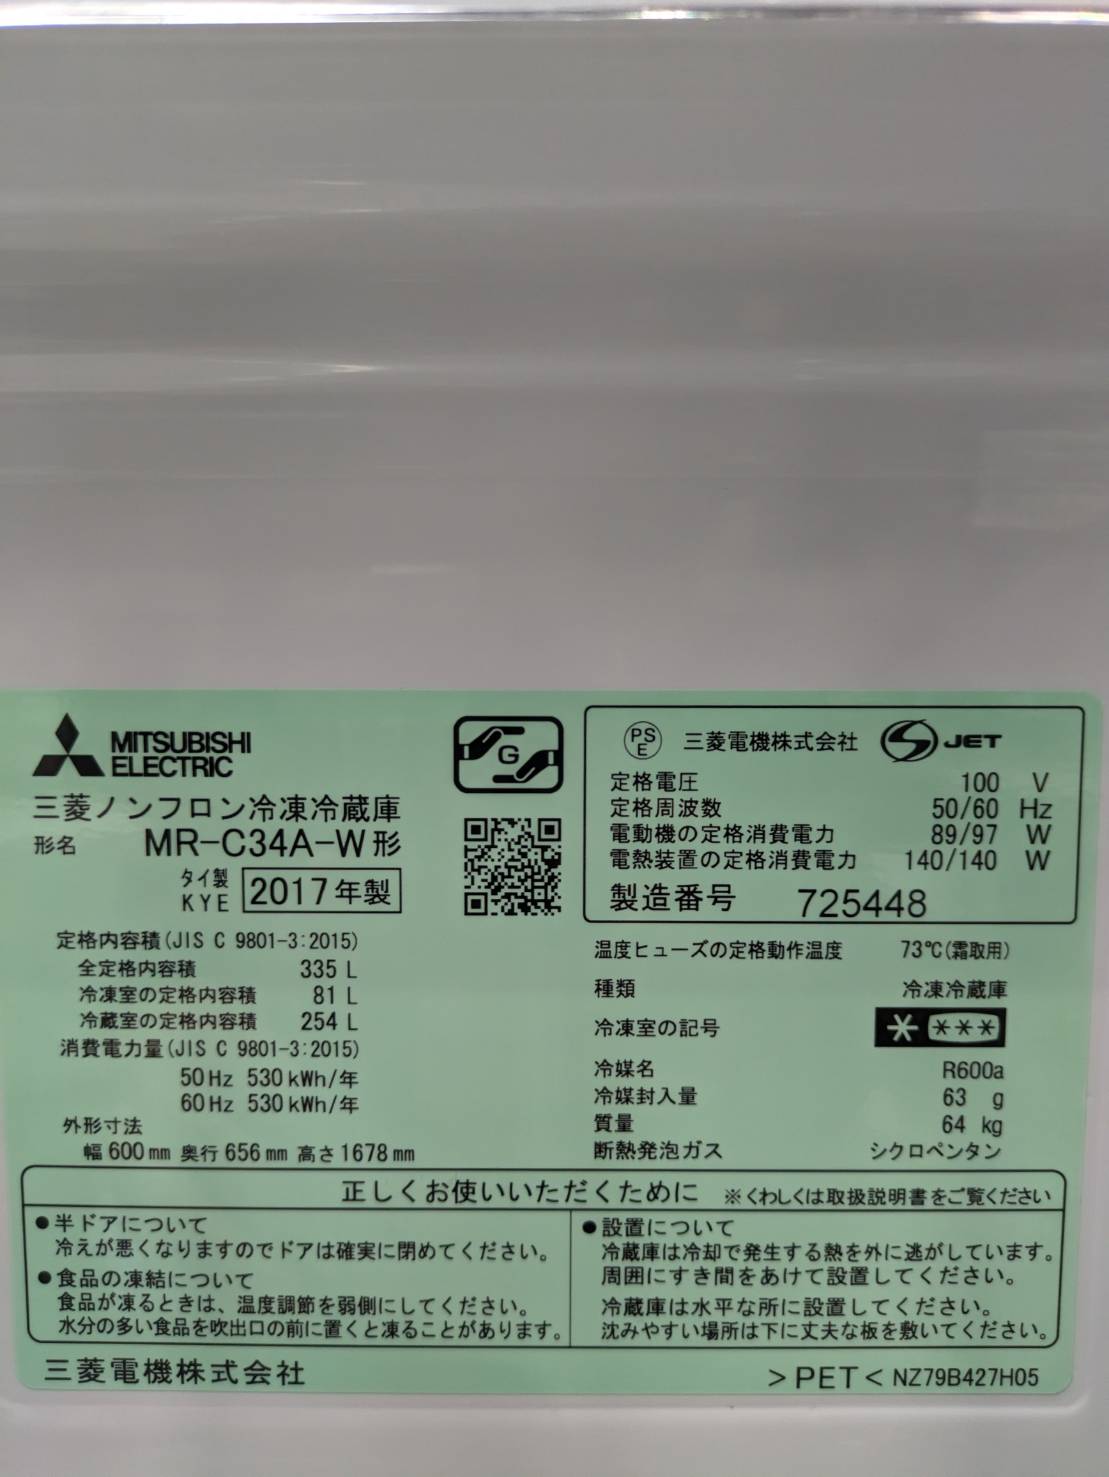 MITSUBISHI
ELECTRIC
三菱ノンフロン冷凍冷蔵庫
形名 MR-C34A-W形
タイ製
KYE
2017年製
定格内容積(JIS C 9801-3:2015)
全定格内容積 335 L
冷凍室の定格内容積 81 L
冷蔵室の定格内容積 254 L
消費電力量(JIS C 9801-3:2015)
50Hz 530kWh/年
60Hz 530kWh/年
外形寸法
幅600mm 奥行656mm 高さ1678mm
G
PS
E
三菱電機株式会社
JET
定格電圧 100 V
定格周波数 50/60 Hz
電動機の定格消費電力 89/97 W
電熱装置の定格消費電力 140/140 W
製造番号 725448
温度ヒューズの定格動作温度 73℃(霜取用)
種類 冷凍冷蔵庫
冷凍室の記号 * ***
冷媒名 R600a
冷媒封入量 63 g
質量 64 kg
断熱発泡ガス シクロペンタン
正しくお使いいただくために ※くわしくは取扱説明書をご覧ください
●半ドアについて
冷えが悪くなりますのでドアは確実に閉めてください。
●食品の凍結について
食品が凍るときは、温度調節を弱側にしてください。
水分の多い食品を吹出口の前に置くと凍ることがあります。
●設置について
冷蔵庫は冷却で発生する熱を外に逃がしています。
周囲にすき間をあけて設置してください。
冷蔵庫は水平な所に設置してください。
沈みやすい場所は下に丈夫な板を敷いてください。
三菱電機株式会社
>PET< NZ79B427H05